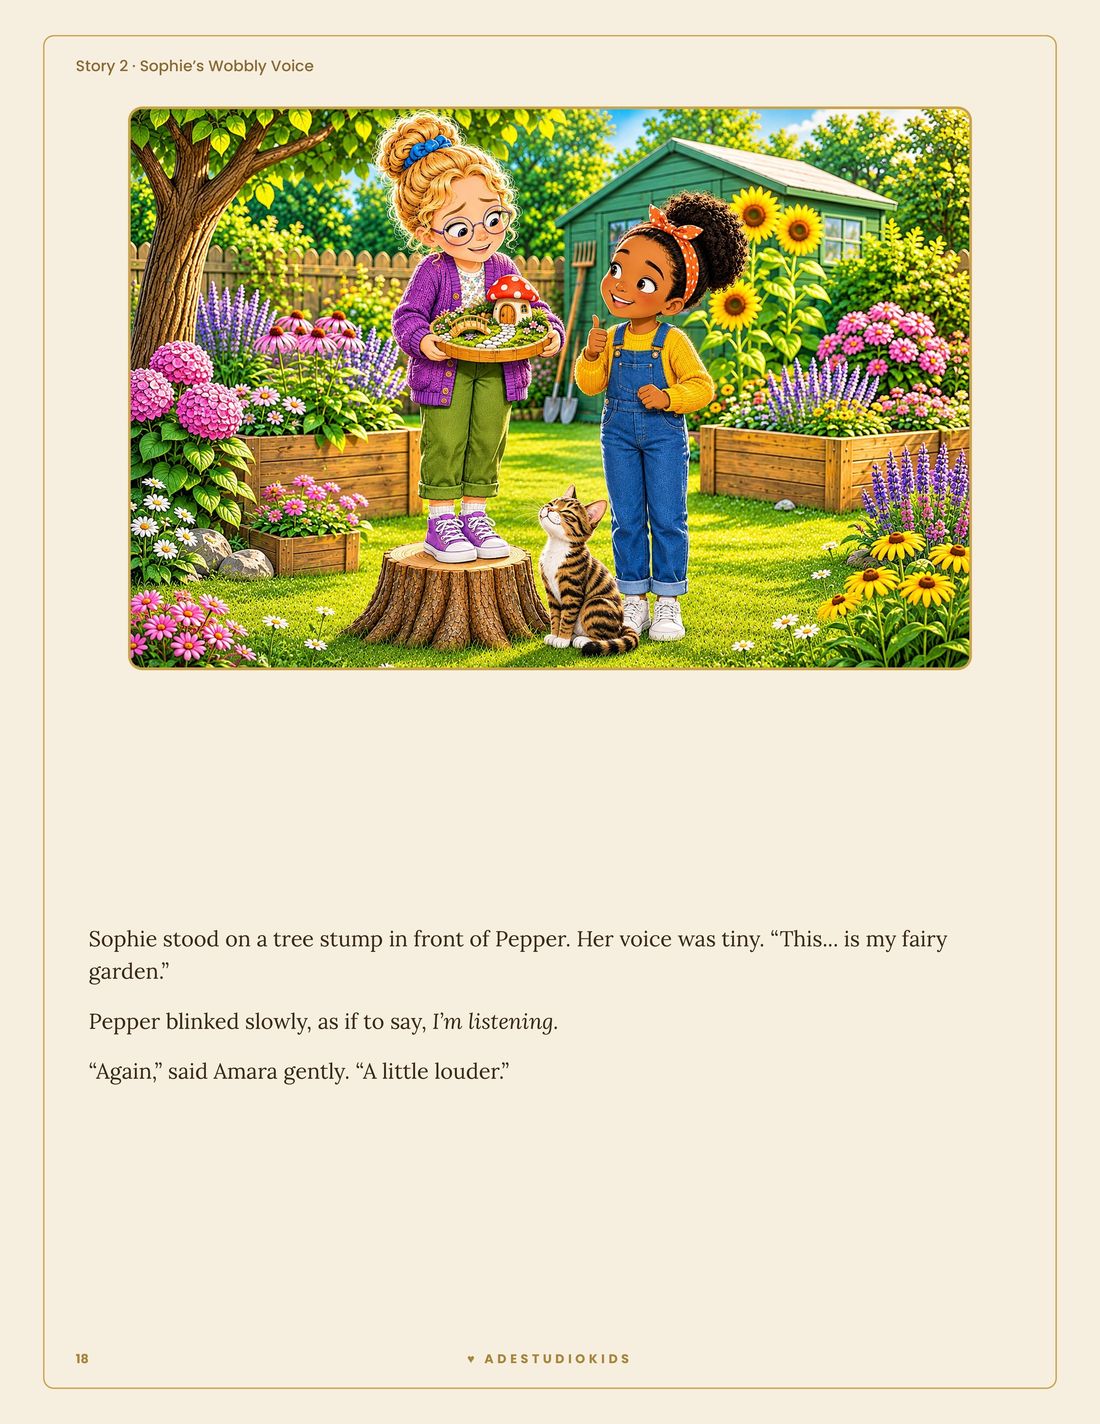 Story 2 · Sophie’s Wobbly Voice
Sophie stood on a tree stump in front of Pepper. Her voice was tiny. “This… is my fairy
garden.”
Pepper blinked slowly, as if to say, I’m listening.
“Again,” said Amara gently. “A little louder.”
18
♥ ADESTUDIOKIDS